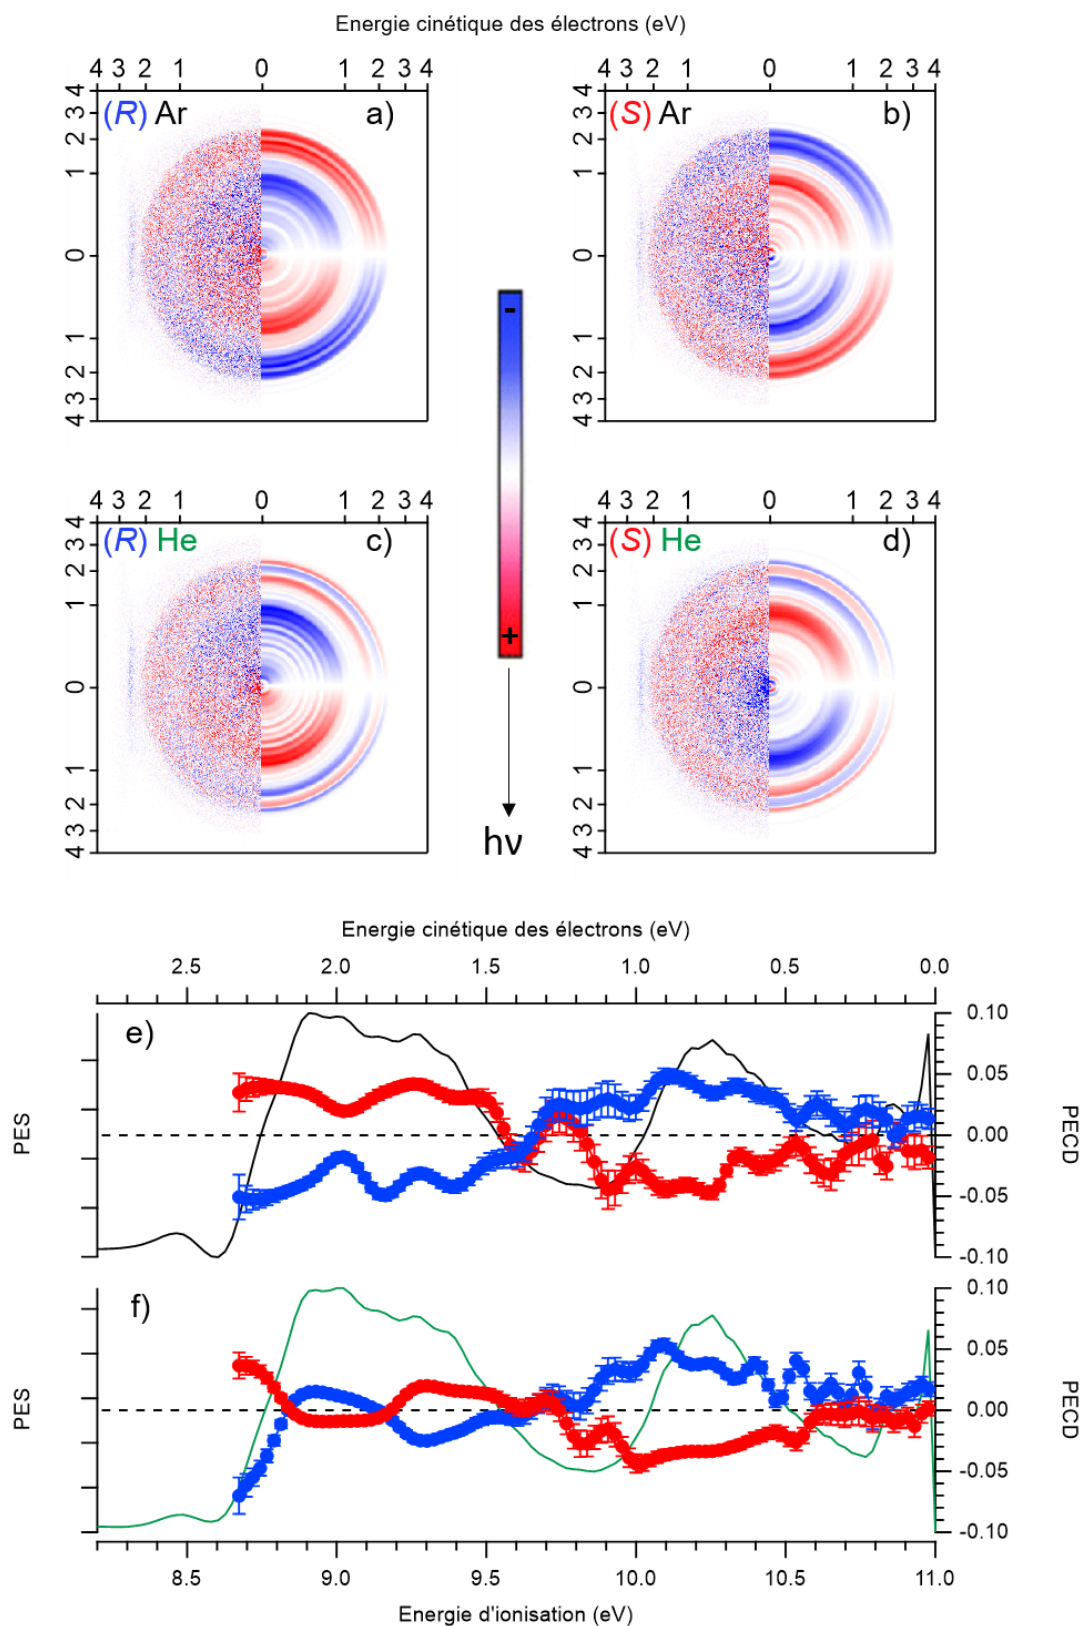 Energie cinétique des électrons (eV)
4 3 2 1 0 1 2 3 4
4 3 2 1 0 1 2 3 4
(R) Ar a)
(S) Ar b)
4 3 2 1 0 1 2 3 4
4 3 2 1 0 1 2 3 4
-
+
hν
4 3 2 1 0 1 2 3 4
4 3 2 1 0 1 2 3 4
(R) He c)
(S) He d)
4 3 2 1 0 1 2 3 4
4 3 2 1 0 1 2 3 4
Energie cinétique des électrons (eV)
2.5 2.0 1.5 1.0 0.5 0.0
e)
PES
0.10
0.05
0.00
-0.05
-0.10
PECD
f)
PES
0.10
0.05
0.00
-0.05
-0.10
PECD
8.5 9.0 9.5 10.0 10.5 11.0
Energie d'ionisation (eV)